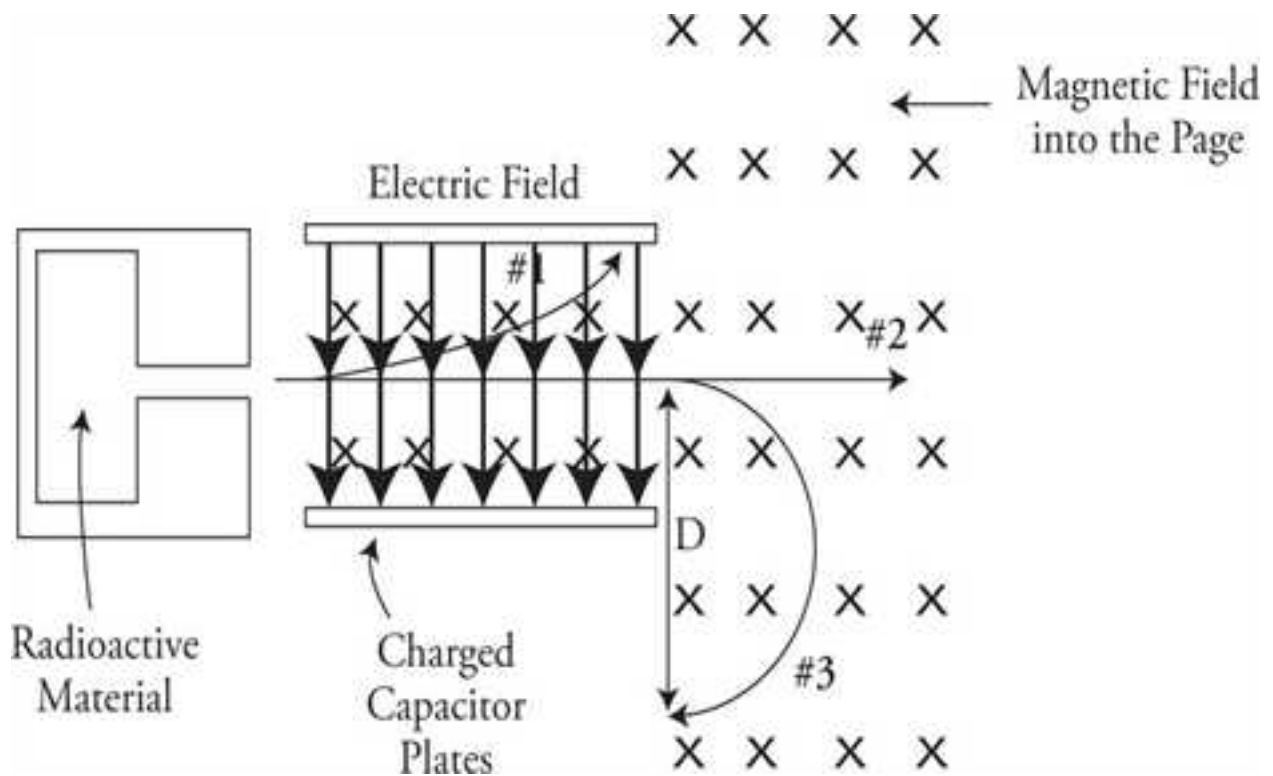 Magnetic Field
into the Page
Electric Field
#1
#2
D
#3
Radioactive
Material
Charged
Capacitor
Plates
X X X X
X X X X
X X X X X X X X
X X X X X X X X
X X X X
X X X X